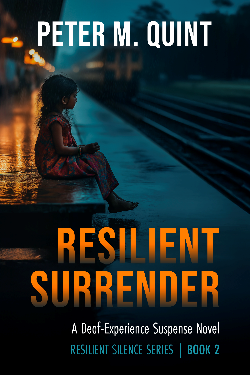 PETER M. QUINT
RESILIENT
SURRENDER
A Deaf-Experience Suspense Novel
RESILIENT SILENCE SERIES | BOOK 2